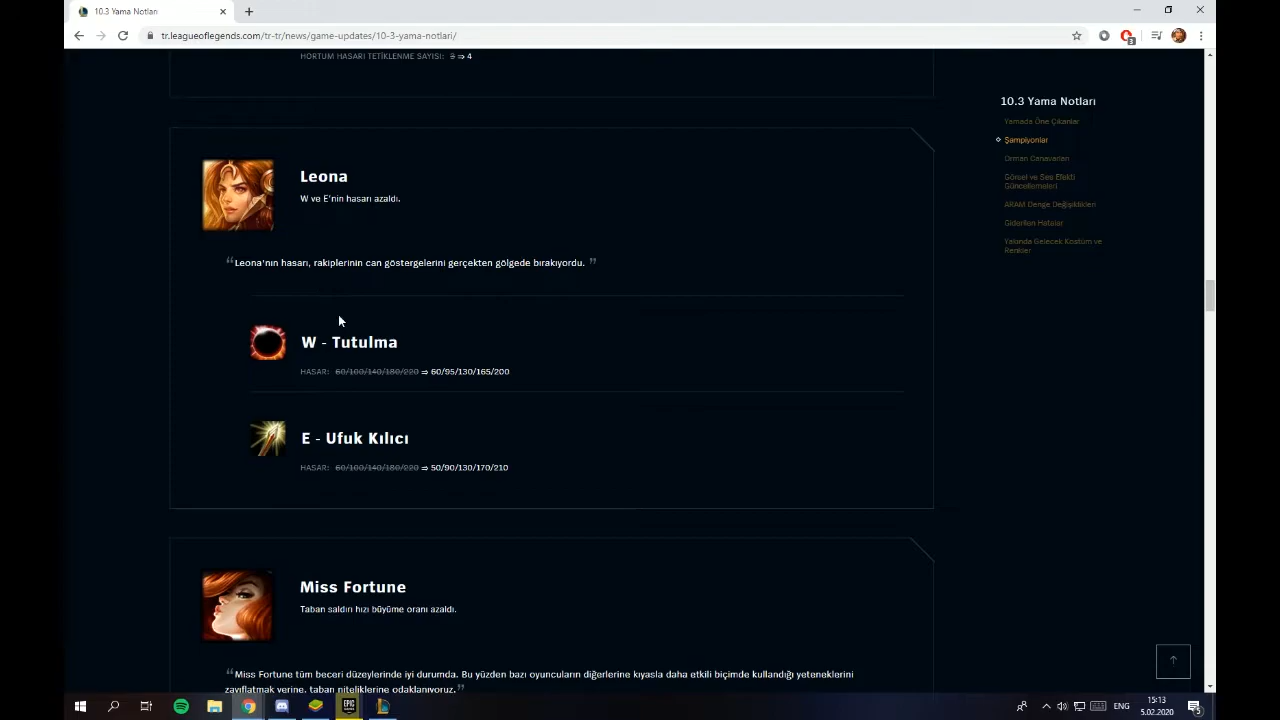 10.3 Yama Notları
tr.leagueoflegends.com/tr-tr/news/game-updates/10-3-yama-notlari/
3
HORTUM HASARI TETİKLENME SAYISI: 3 ⇒ 4
Leona
W ve E'nin hasarı azaldı.
“Leona'nın hasarı, rakiplerinin can göstergelerini gerçekten gölgede bırakıyordu. ”
W - Tutulma
HASAR: 60/100/140/180/220 ⇒ 60/95/130/165/200
E - Ufuk Kılıcı
HASAR: 60/100/140/180/220 ⇒ 50/90/130/170/210
Miss Fortune
Taban saldırı hızı büyüme oranı azaldı.
“Miss Fortune tüm beceri düzeylerinde iyi durumda. Bu yüzden bazı oyuncuların diğerlerine kıyasla daha etkili biçimde kullandığı yeteneklerini
zayıflatmak yerine, taban niteliklerine odaklanıyoruz.”
10.3 Yama Notları
Yamada Öne Çıkanlar
Şampiyonlar
Orman Canavarları
Görsel ve Ses Efekti
Güncellemeleri
ARAM Denge Değişiklikleri
Giderilen Hatalar
Yakında Gelecek Kostüm ve
Renkler
EPIC
ENG
15:13
5.02.2020